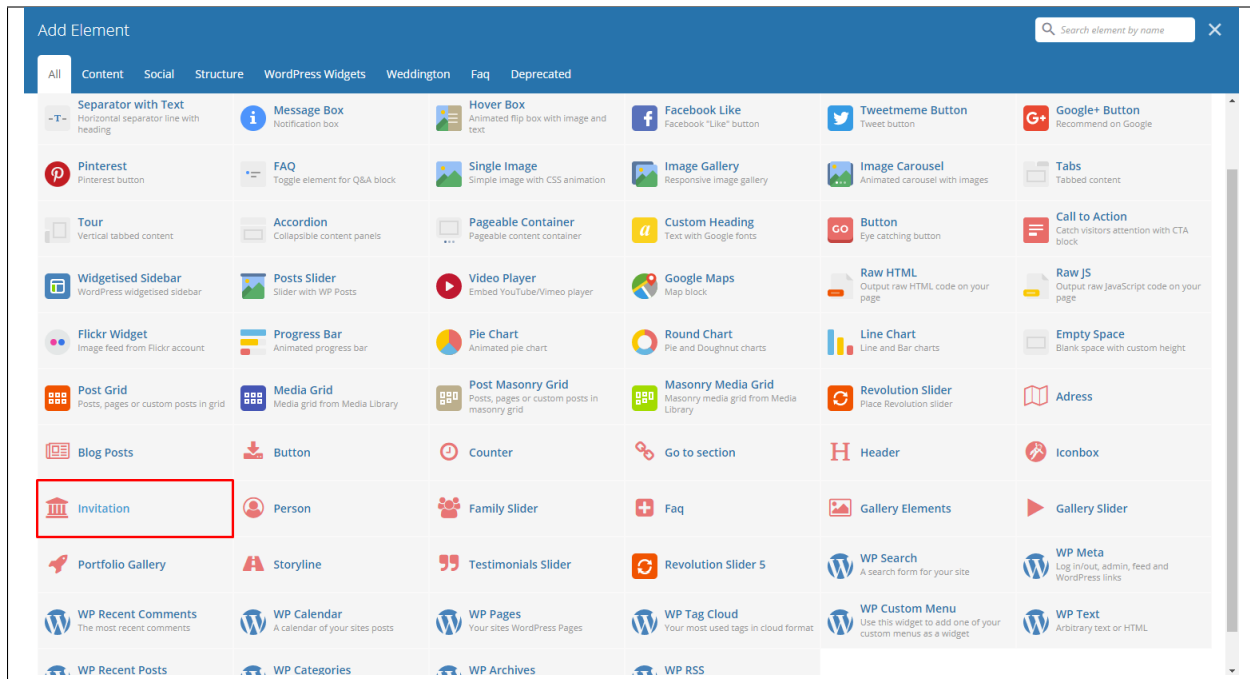 Add Element
Search element by name
All Content Social Structure WordPress Widgets Weddington Faq Deprecated
Separator with Text
Horizontal separator line with
heading
-T-
Message Box
Notification box
i
Hover Box
Animated flip box with image and
text
Facebook Like
Facebook "Like" button
f
Tweetmeme Button
Tweet button
Google+ Button
Recommend on Google
G+
Pinterest
Pinterest button
FAQ
Toggle element for Q&A block
Single Image
Simple image with CSS animation
Image Gallery
Responsive image gallery
Image Carousel
Animated carousel with images
Tabs
Tabbed content
Tour
Vertical tabbed content
Accordion
Collapsible content panels
Pageable Container
Pageable content container
Custom Heading
Text with Google fonts
a
Button
Eye catching button
GO
Call to Action
Catch visitors attention with CTA
block
Widgetised Sidebar
WordPress widgetised sidebar
Posts Slider
Slider with WP Posts
Video Player
Embed YouTube/Vimeo player
Google Maps
Map block
Raw HTML
Output raw HTML code on your
page
Raw JS
Output raw JavaScript code on your
page
Flickr Widget
Image feed from Flickr account
Progress Bar
Animated progress bar
Pie Chart
Animated pie chart
Round Chart
Pie and Doughnut charts
Line Chart
Line and Bar charts
Empty Space
Blank space with custom height
Post Grid
Posts, pages or custom posts in grid
Media Grid
Media grid from Media Library
Post Masonry Grid
Posts, pages or custom posts in
masonry grid
Masonry Media Grid
Masonry media grid from Media
Library
Revolution Slider
Place Revolution slider
Adress
Blog Posts
Button
Counter
Go to section
H Header
Iconbox
Invitation
Person
Family Slider
Faq
Gallery Elements
Gallery Slider
Portfolio Gallery
Storyline
Testimonials Slider
Revolution Slider 5
WP Search
A search form for your site
WP Meta
Log in/out, admin, feed and
WordPress links
WP Recent Comments
The most recent comments
WP Calendar
A calendar of your sites posts
WP Pages
Your sites WordPress Pages
WP Tag Cloud
Your most used tags in cloud format
WP Custom Menu
Use this widget to add one of your
custom menus as a widget
WP Text
Arbitrary text or HTML
WP Recent Posts
WP Categories
WP Archives
WP RSS